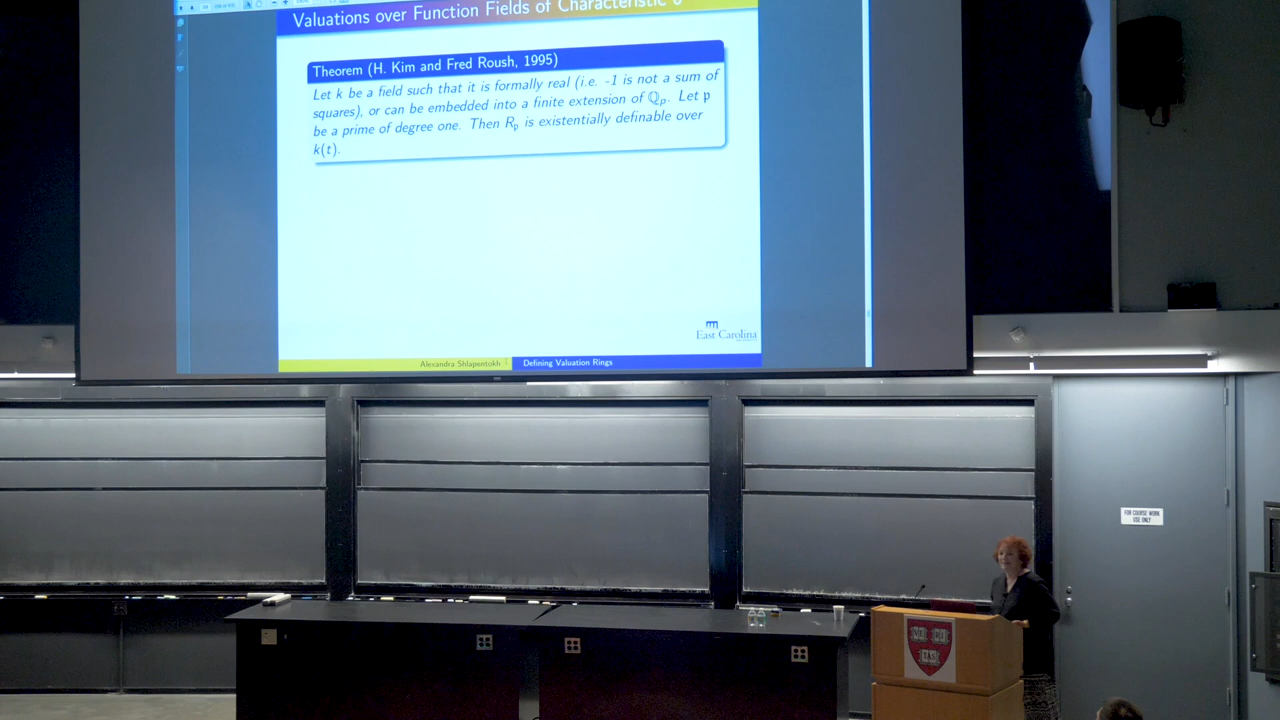 Valuations over Function Fields of Characteristic 0
Theorem (H. Kim and Fred Roush, 1995)
Let k be a field such that it is formally real (i.e. -1 is not a sum of
squares), or can be embedded into a finite extension of ℚₚ. Let 𝔭
be a prime of degree one. Then R𝔭 is existentially definable over
k(t).
East Carolina
Alexandra Shlapentokh
Defining Valuation Rings
FOR COURSE WORK
USE ONLY
VE RI
TAS